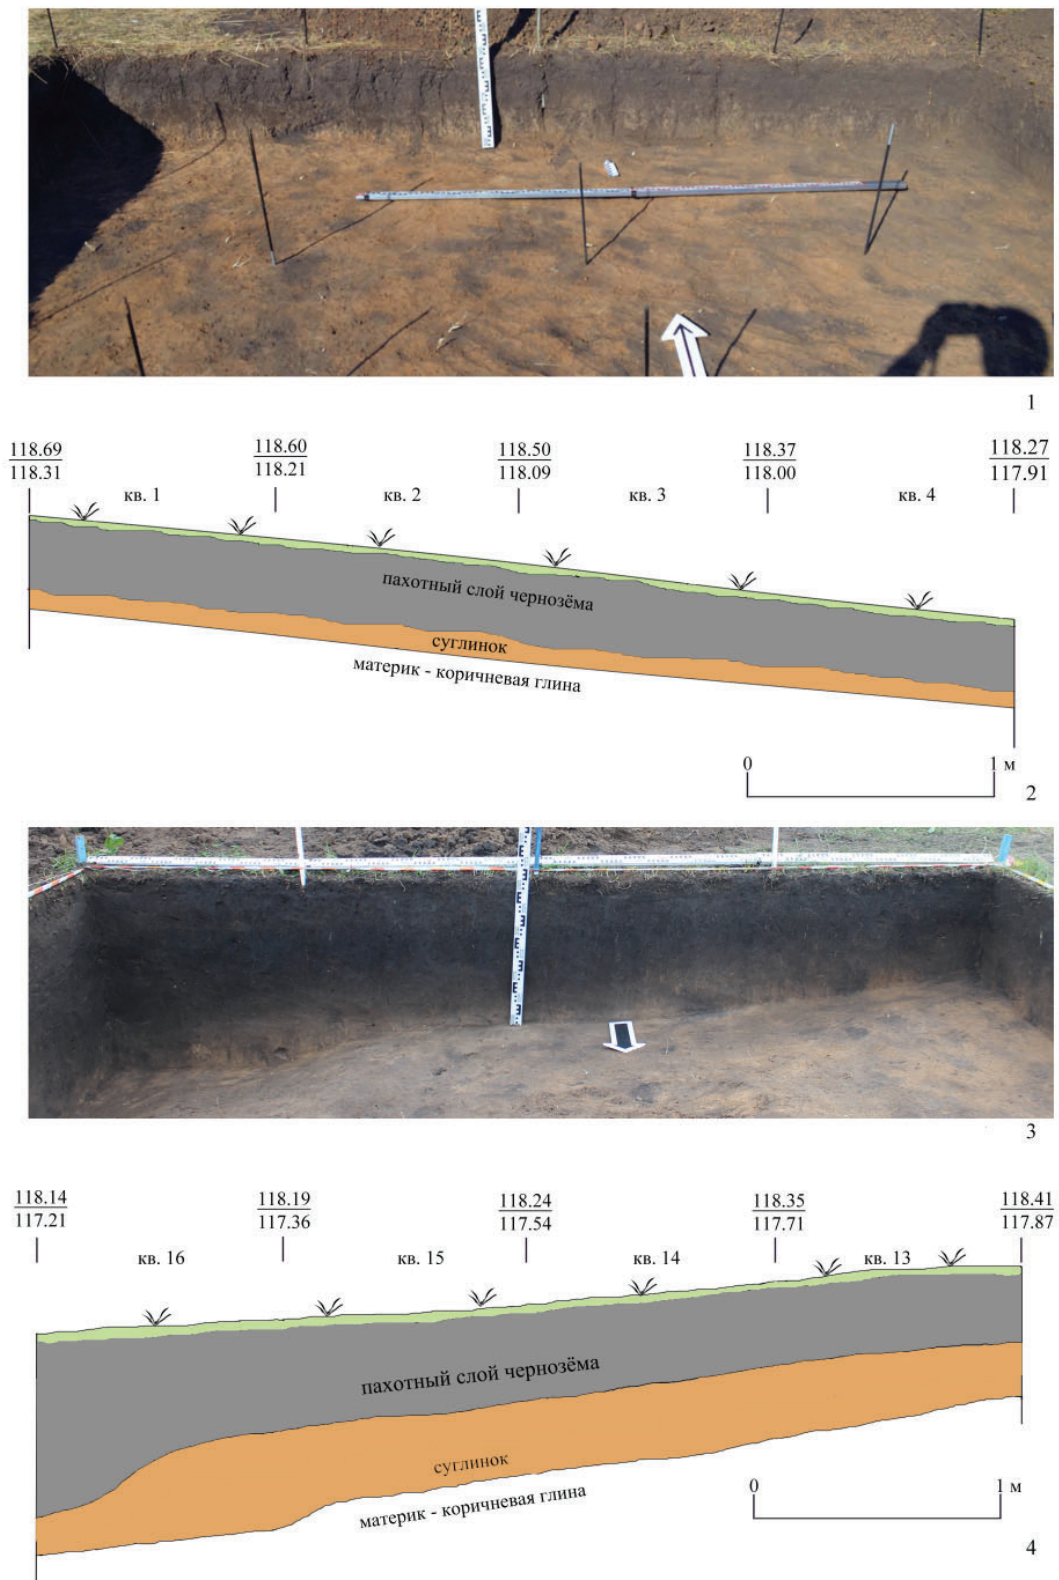 1
118.69 118.60 118.50 118.37 118.27
118.31 118.21 118.09 118.00 117.91
кв. 1 кв. 2 кв. 3 кв. 4
пахотный слой чернозёма
суглинок
материк - коричневая глина
0 1 м
2
3
118.14 118.19 118.24 118.35 118.41
117.21 117.36 117.54 117.71 117.87
кв. 16 кв. 15 кв. 14 кв. 13
пахотный слой чернозёма
суглинок
материк - коричневая глина
0 1 м
4